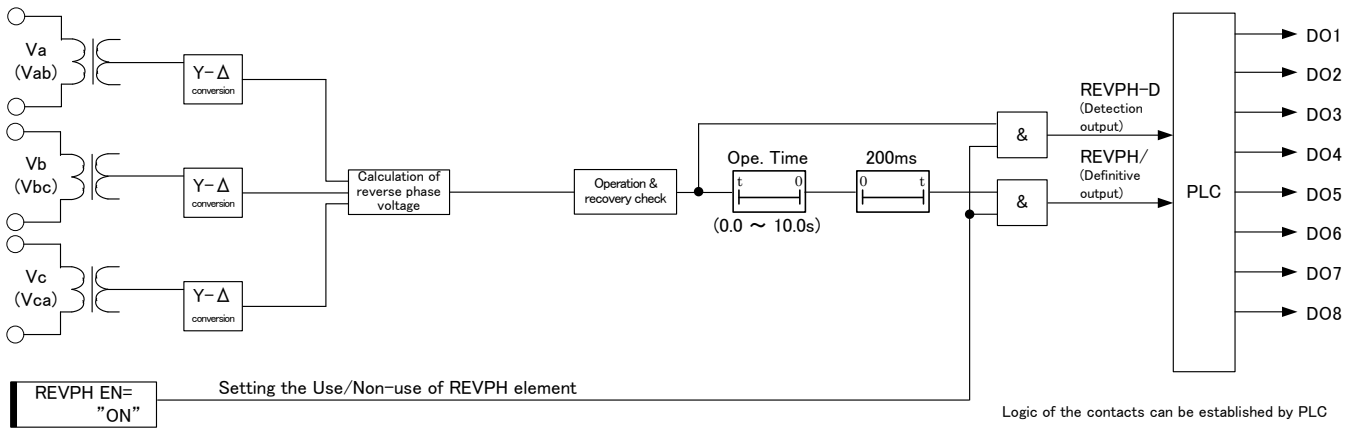 Va
(Vab)
Y-Δ
conversion
Vb
(Vbc)
Y-Δ
conversion
Vc
(Vca)
Y-Δ
conversion
Calculation of
reverse phase
voltage
Operation &
recovery check
Ope. Time
t 0
(0.0 ～ 10.0s)
200ms
0 t
&
&
REVPH-D
(Detection
output)
REVPH/
(Definitive
output)
PLC
DO1
DO2
DO3
DO4
DO5
DO6
DO7
DO8
REVPH EN=
"ON"
Setting the Use/Non-use of REVPH element
Logic of the contacts can be established by PLC